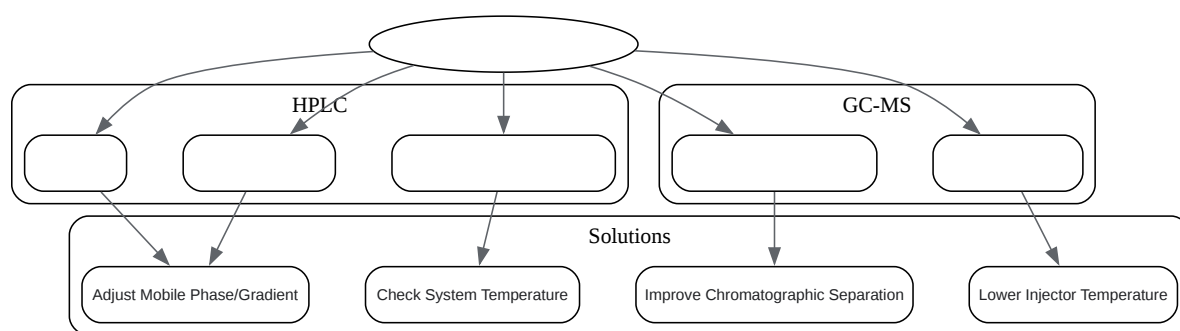 HPLC
GC-MS
Solutions
Adjust Mobile Phase/Gradient
Check System Temperature
Improve Chromatographic Separation
Lower Injector Temperature